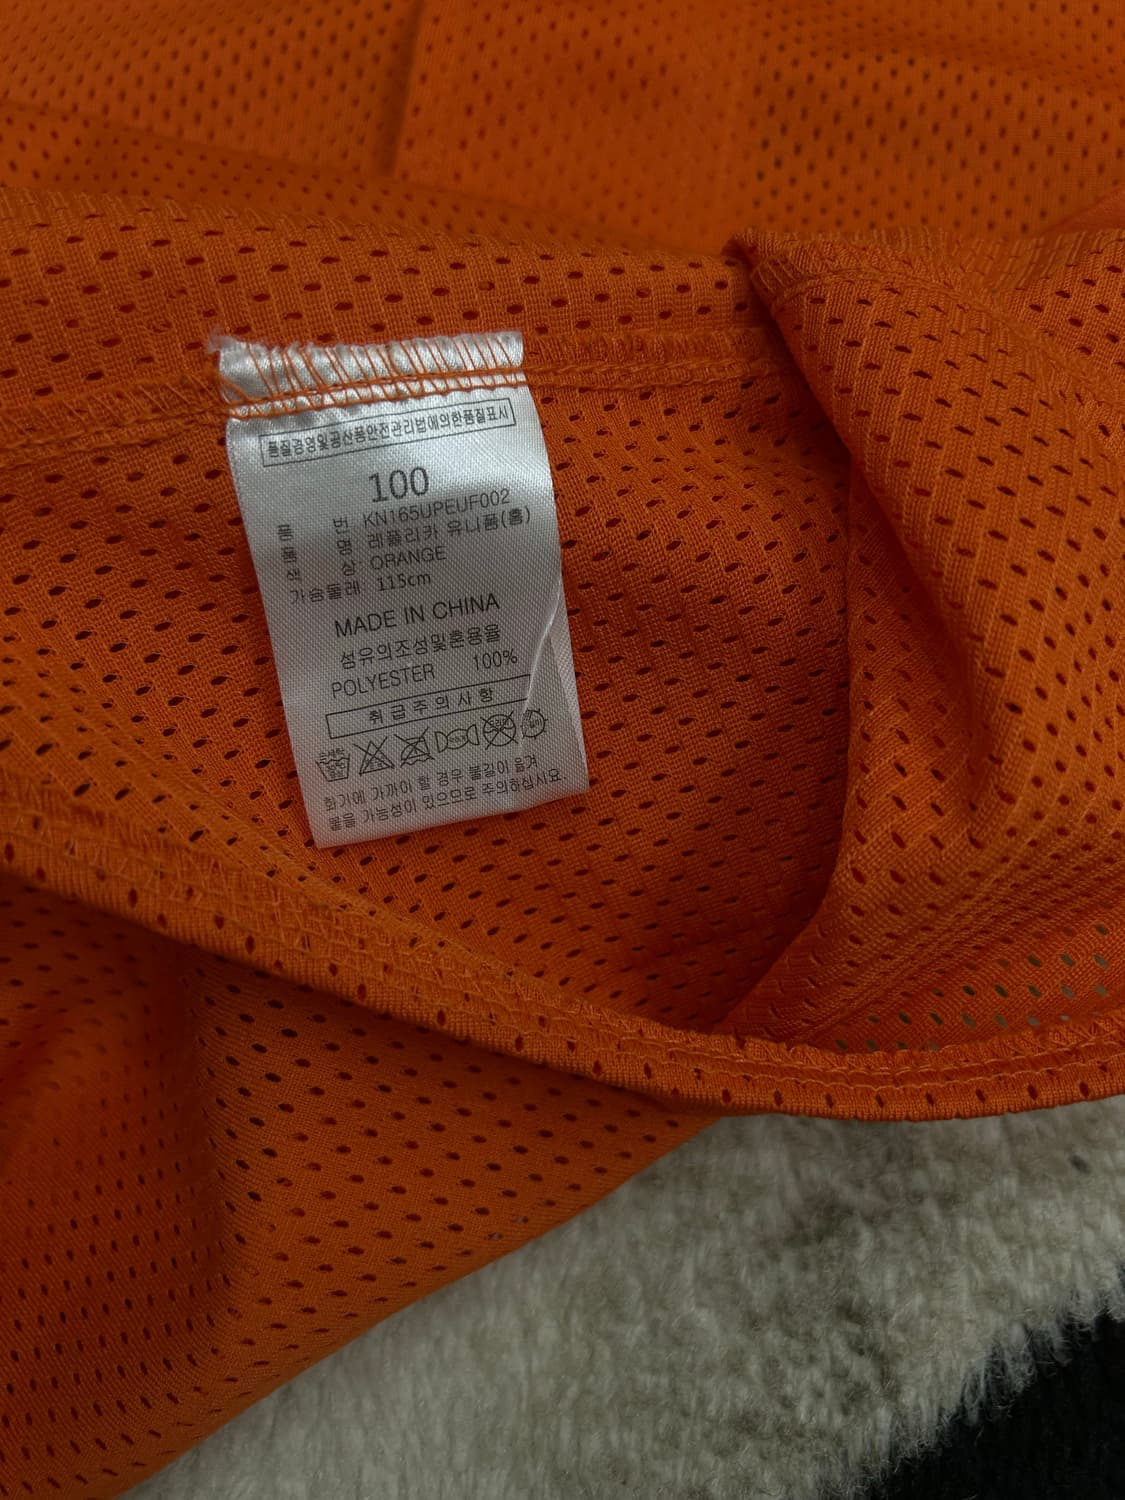 품질경영및공산품안전관리법에의한품질표시
100
품 번 KN165UPEUF002
품 명 레플리카 유니폼(홈)
색 상 ORANGE
가슴둘레 115cm
MADE IN CHINA
섬유의조성및혼용율
POLYESTER 100%
취급주의사항
손세탁
화기에 가까이 할 경우 불길이 옮겨
붙을 가능성이 있으므로 주의하십시요.